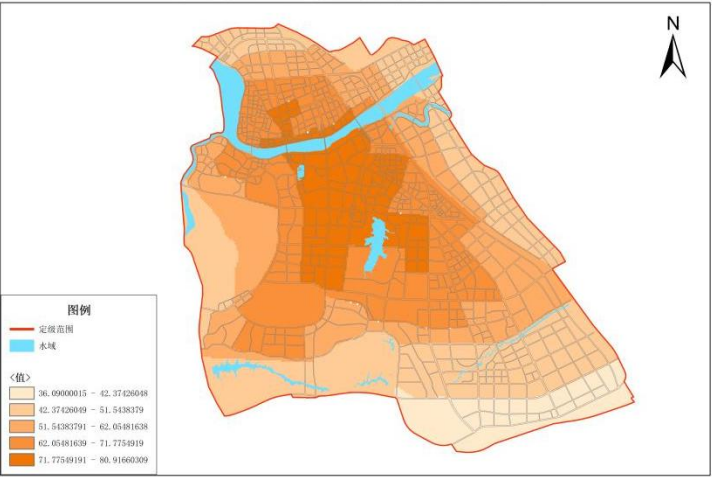 N
图例
定级范围
水域
<值>
36.09000015 - 42.37426048
42.37426049 - 51.5438379
51.54383791 - 62.05481638
62.05481639 - 71.7754919
71.77549191 - 80.91660309